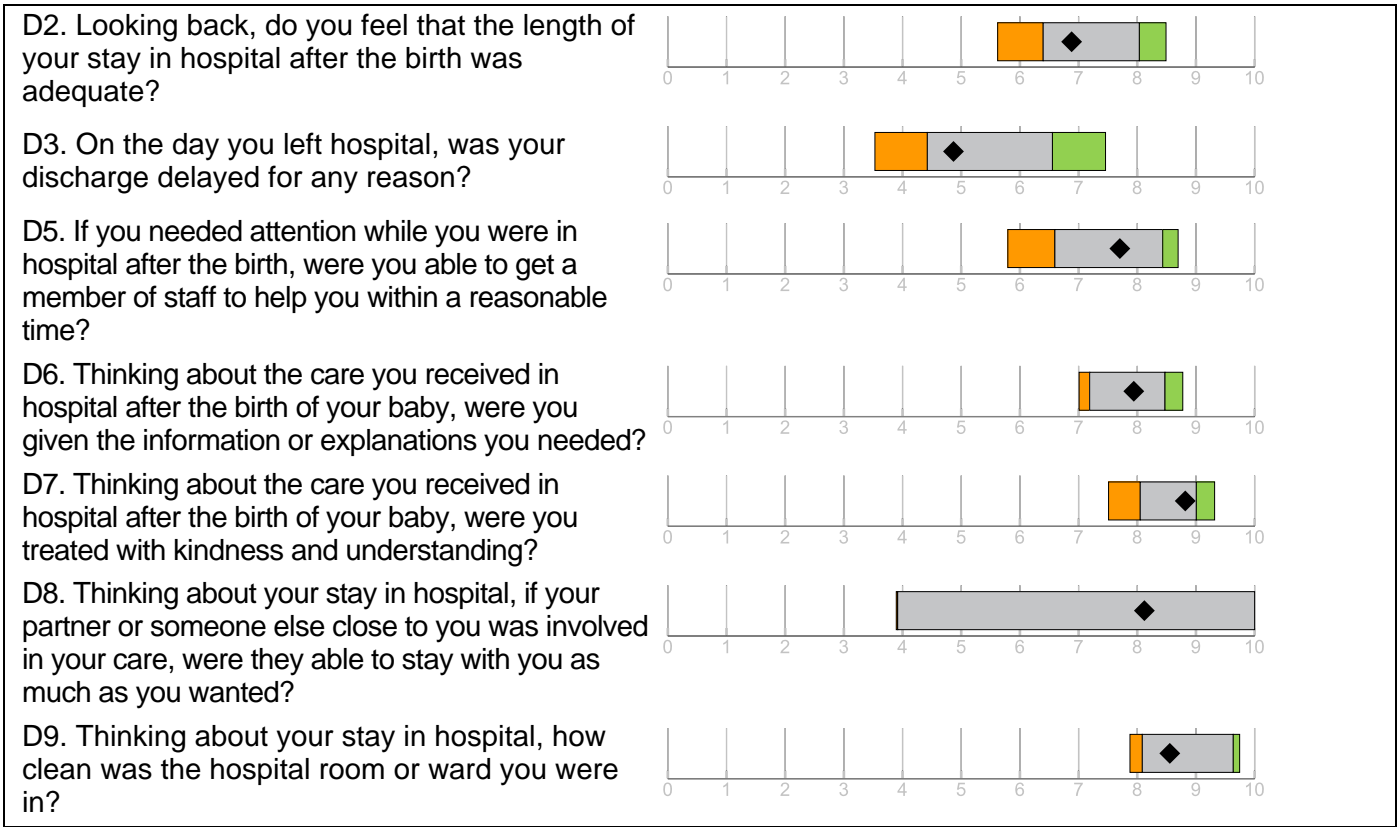 D2. Looking back, do you feel that the length of
your stay in hospital after the birth was
adequate?
0 1 2 3 4 5 6 7 8 9 10
D3. On the day you left hospital, was your
discharge delayed for any reason?
0 1 2 3 4 5 6 7 8 9 10
D5. If you needed attention while you were in
hospital after the birth, were you able to get a
member of staff to help you within a reasonable
time?
0 1 2 3 4 5 6 7 8 9 10
D6. Thinking about the care you received in
hospital after the birth of your baby, were you
given the information or explanations you needed?
0 1 2 3 4 5 6 7 8 9 10
D7. Thinking about the care you received in
hospital after the birth of your baby, were you
treated with kindness and understanding?
0 1 2 3 4 5 6 7 8 9 10
D8. Thinking about your stay in hospital, if your
partner or someone else close to you was involved
in your care, were they able to stay with you as
much as you wanted?
0 1 2 3 4 5 6 7 8 9 10
D9. Thinking about your stay in hospital, how
clean was the hospital room or ward you were
in?
0 1 2 3 4 5 6 7 8 9 10